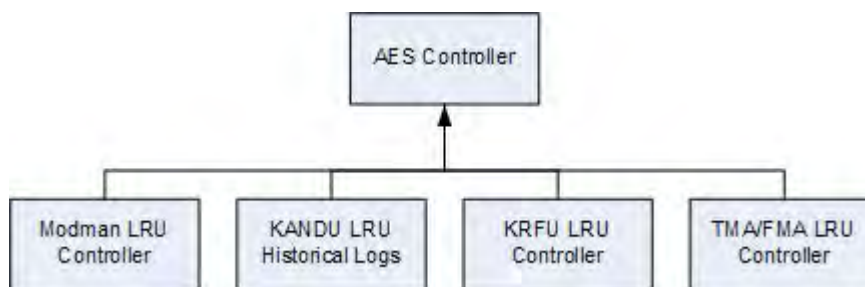 AES Controller
Modman LRU
Controller
KANDU LRU
Historical Logs
KRFU LRU
Controller
TMA/FMA LRU
Controller